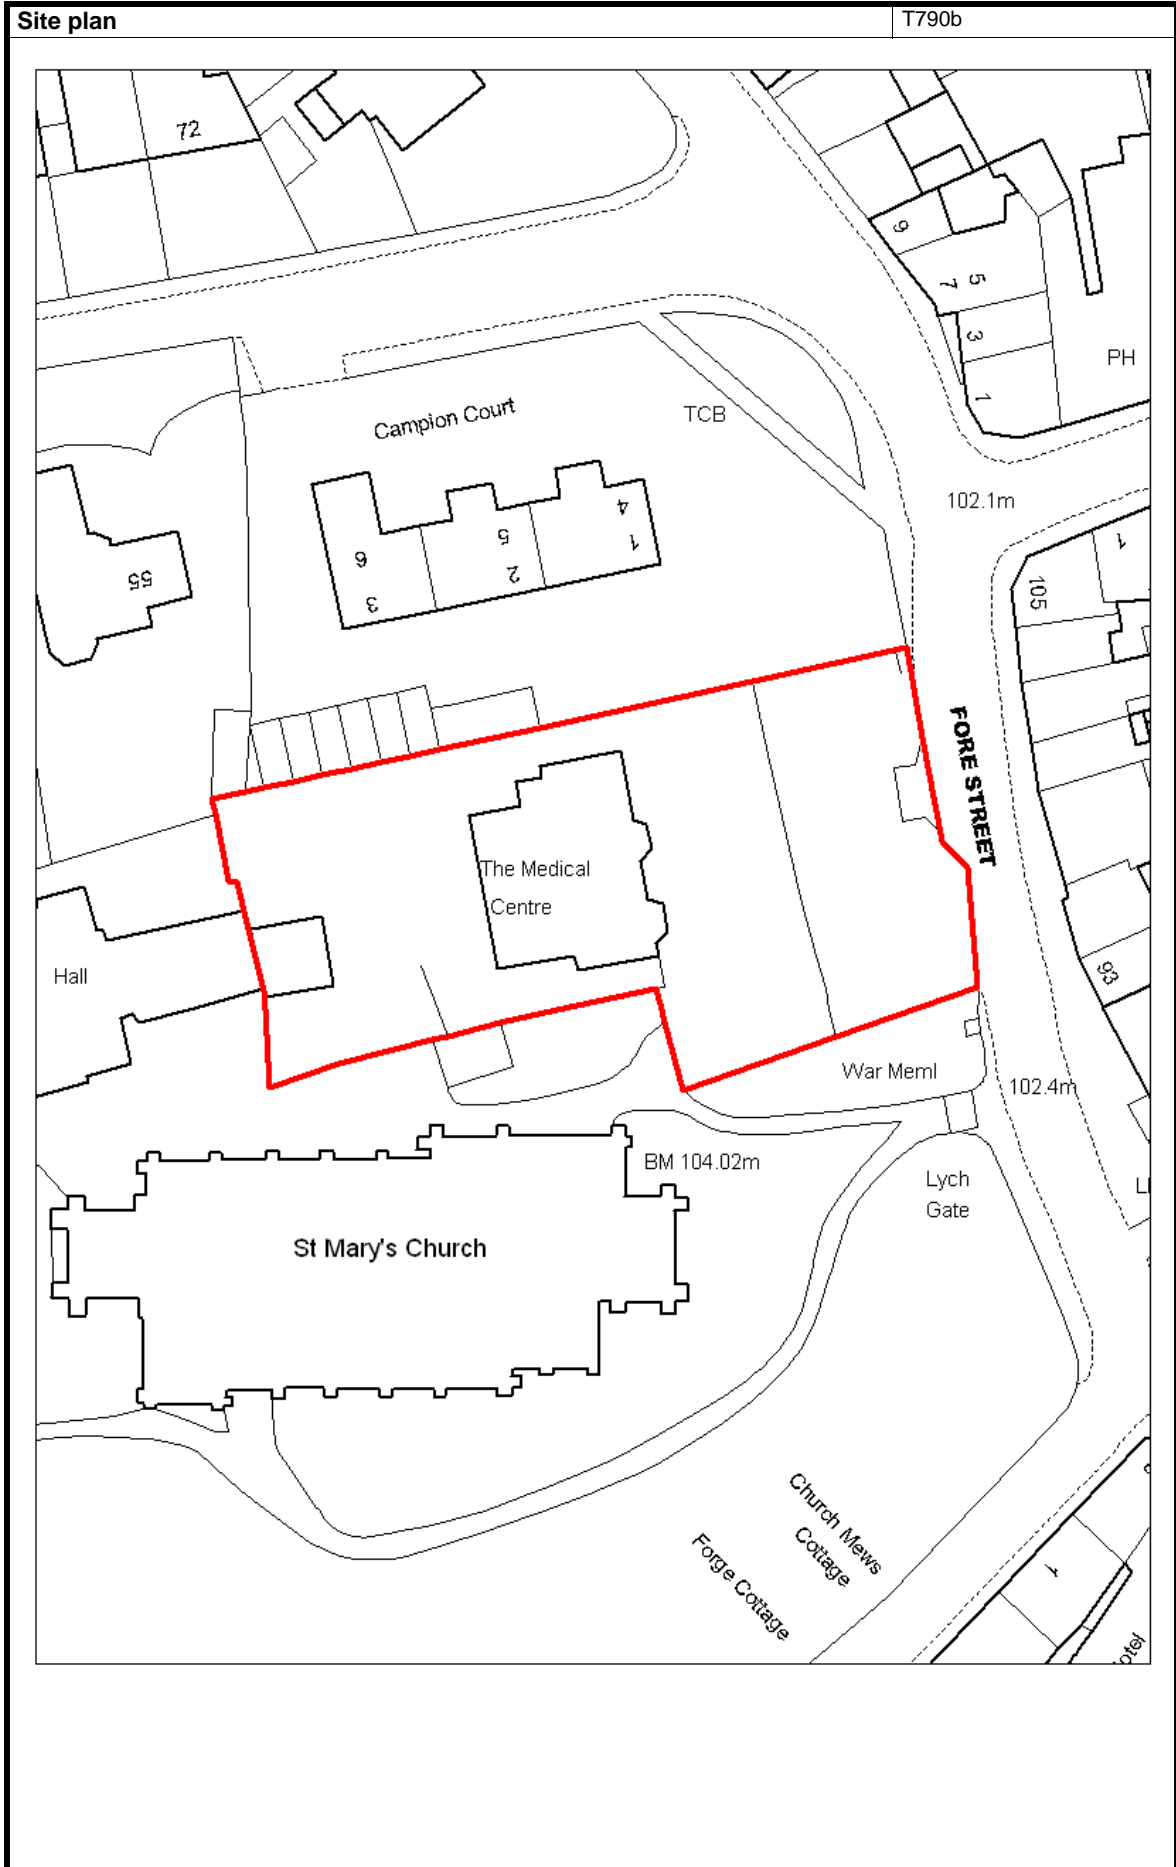 Site plan
T790b
72
9
7
5
3
1
PH
Campion Court
TCB
102.1m
55
6
3
5
2
4
1
1
105
FORE STREET
The Medical
Centre
Hall
93
War Meml
102.4m
BM 104.02m
Lych
Gate
St Mary's Church
Church Mews
Cottage
Forge Cottage
1